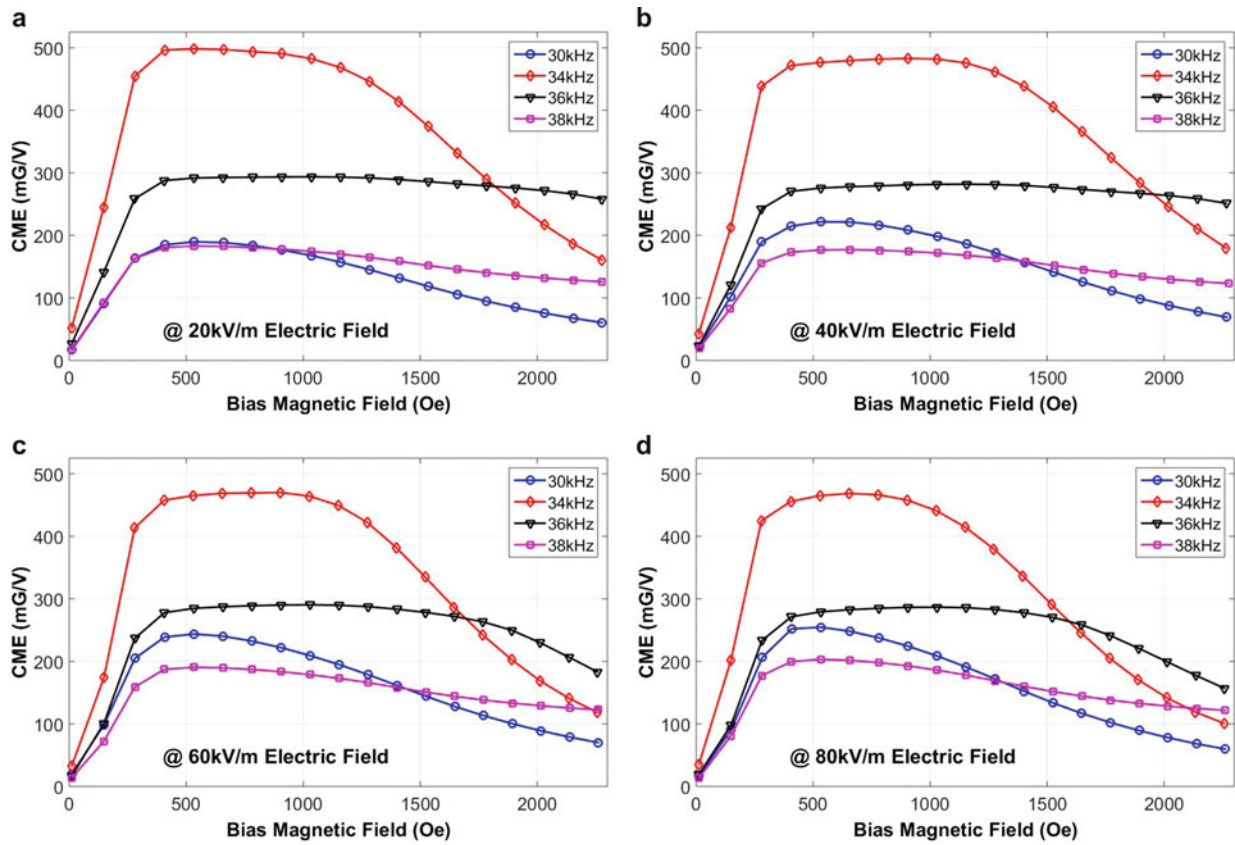 a
500
400
300
200
100
0
CME (mG/V)
30kHz
34kHz
36kHz
38kHz
@ 20kV/m Electric Field
0 500 1000 1500 2000
Bias Magnetic Field (Oe)
b
500
400
300
200
100
0
CME (mG/V)
30kHz
34kHz
36kHz
38kHz
@ 40kV/m Electric Field
0 500 1000 1500 2000
Bias Magnetic Field (Oe)
c
500
400
300
200
100
0
CME (mG/V)
30kHz
34kHz
36kHz
38kHz
@ 60kV/m Electric Field
0 500 1000 1500 2000
Bias Magnetic Field (Oe)
d
500
400
300
200
100
0
CME (mG/V)
30kHz
34kHz
36kHz
38kHz
@ 80kV/m Electric Field
0 500 1000 1500 2000
Bias Magnetic Field (Oe)